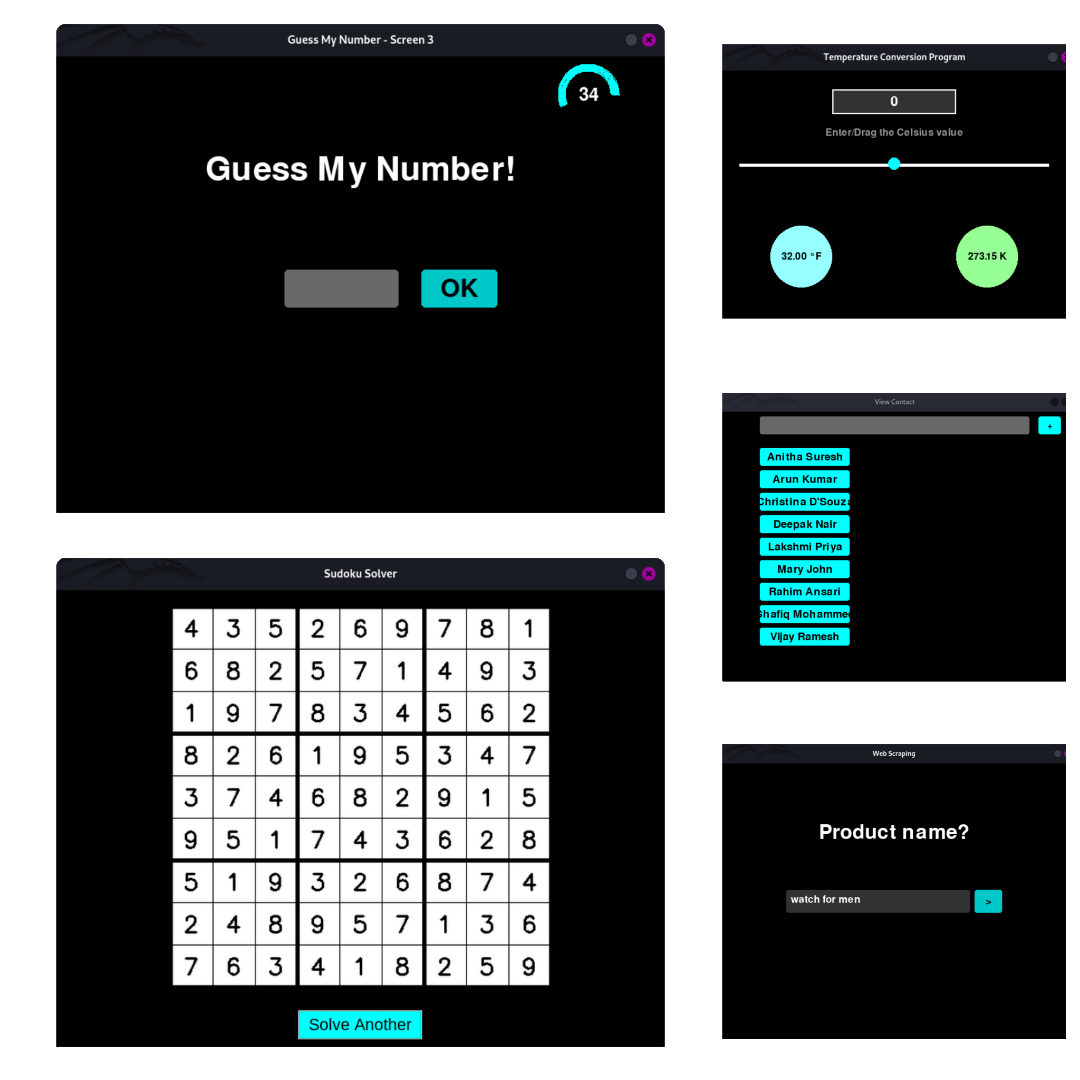 Guess My Number - Screen 3
34
Guess My Number!
OK
Sudoku Solver
4 3 5 2 6 9 7 8 1
6 8 2 5 7 1 4 9 3
1 9 7 8 3 4 5 6 2
8 2 6 1 9 5 3 4 7
3 7 4 6 8 2 9 1 5
9 5 1 7 4 3 6 2 8
5 1 9 3 2 6 8 7 4
2 4 8 9 5 7 1 3 6
7 6 3 4 1 8 2 5 9
Solve Another
Temperature Conversion Program
0
Enter/Drag the Celsius value
32.00 °F
273.15 K
View Contact
+
Anitha Suresh
Arun Kumar
Christina D'Souza
Deepak Nair
Lakshmi Priya
Mary John
Rahim Ansari
Shafiq Mohammed
Vijay Ramesh
Web Scraping
Product name?
watch for men
>